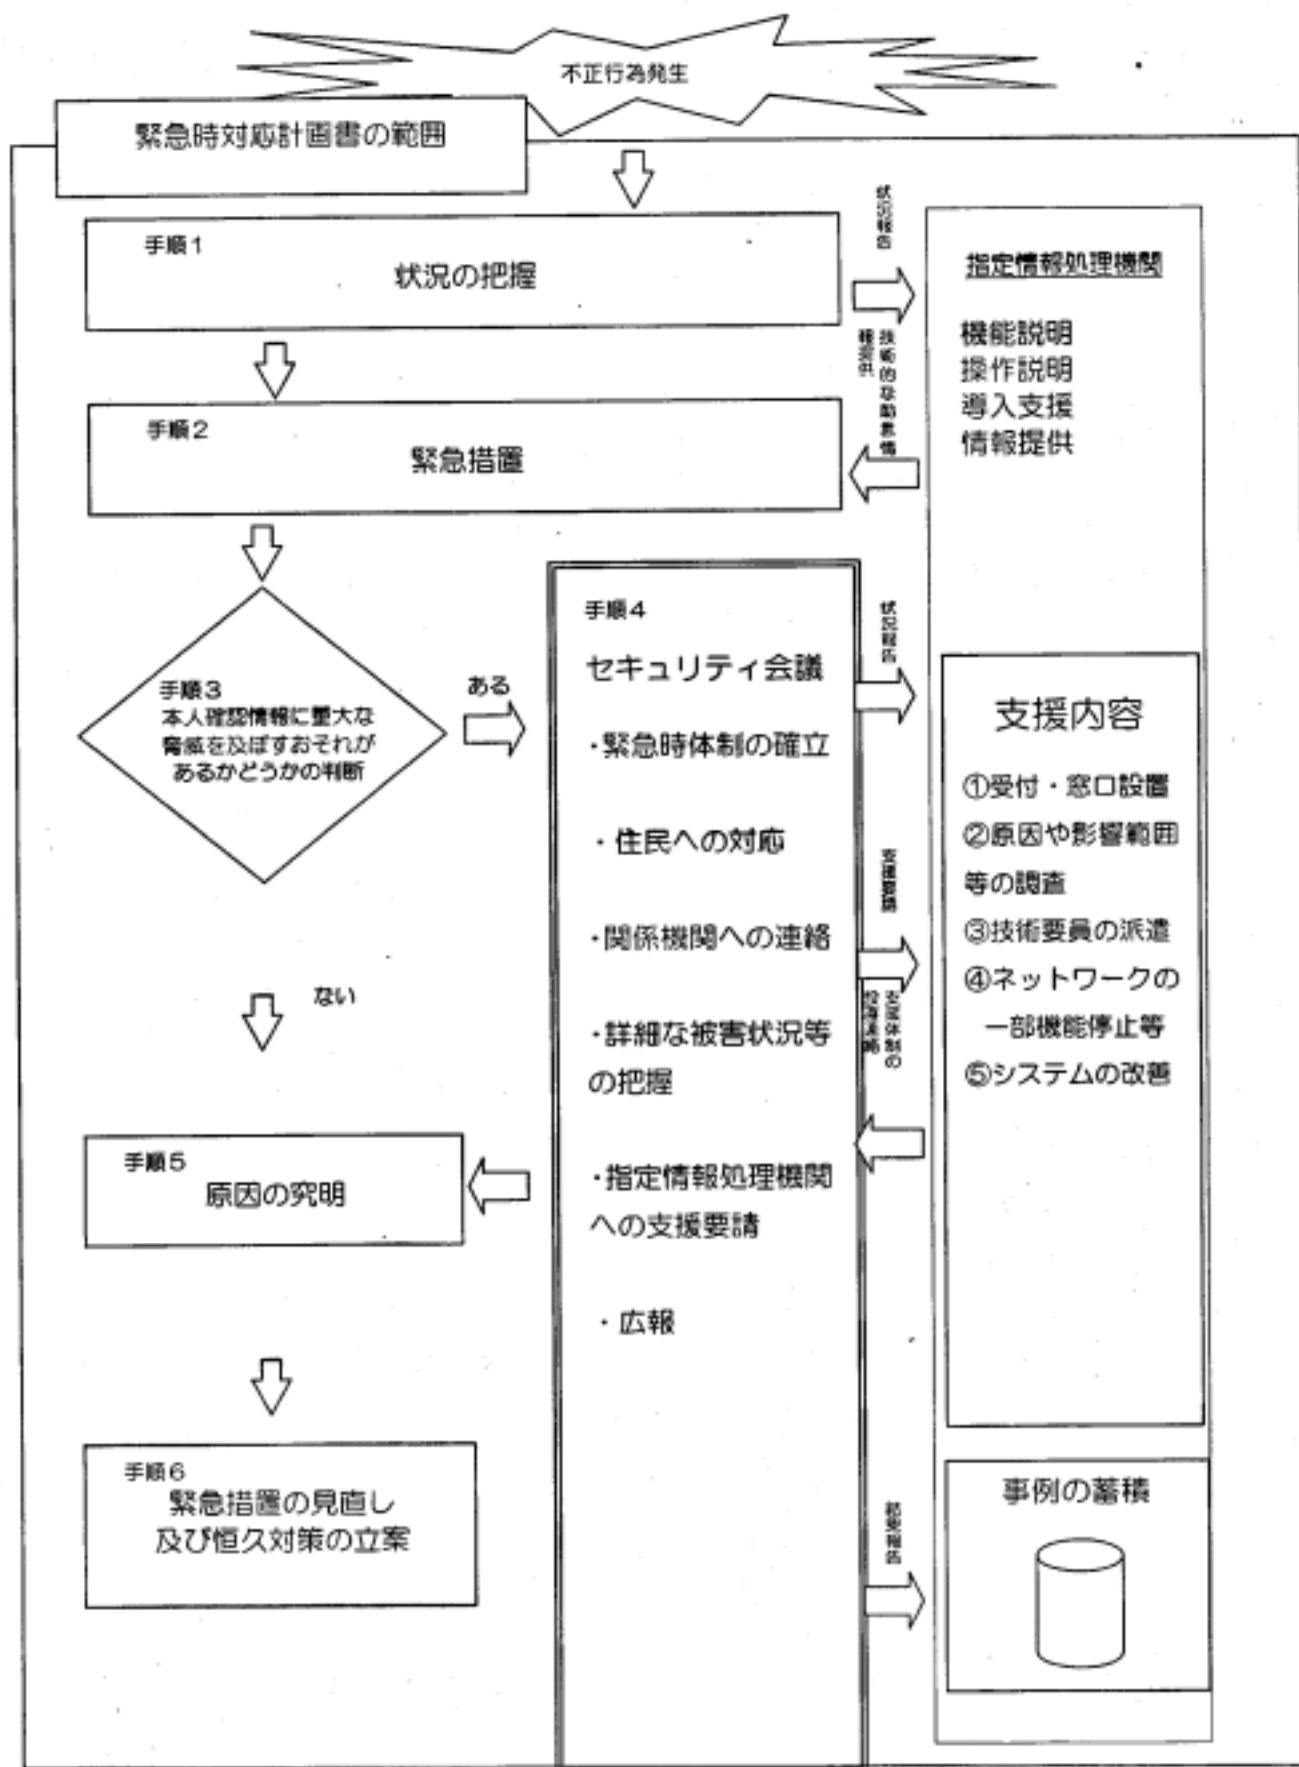 不正行為発生
緊急時対応計画書の範囲
手順1
状況の把握
状況報告
指定情報処理機関
機能説明
操作説明
導入支援
情報提供
技術的な助言情
報提供
手順2
緊急措置
手順3
本人確認情報に重大な
脅威を及ぼすおそれが
あるかどうかの判断
ある
ない
手順4
セキュリティ会議
・緊急時体制の確立
・住民への対応
・関係機関への連絡
・詳細な被害状況等
の把握
・指定情報処理機関
への支援要請
・広報
状況報告
支援要請
支援体制の
支援内容
①受付・窓口設置
②原因や影響範囲
等の調査
③技術要員の派遣
④ネットワークの
一部機能停止等
⑤システムの改善
手順5
原因の究明
手順6
緊急措置の見直し
及び恒久対策の立案
結果報告
事例の蓄積